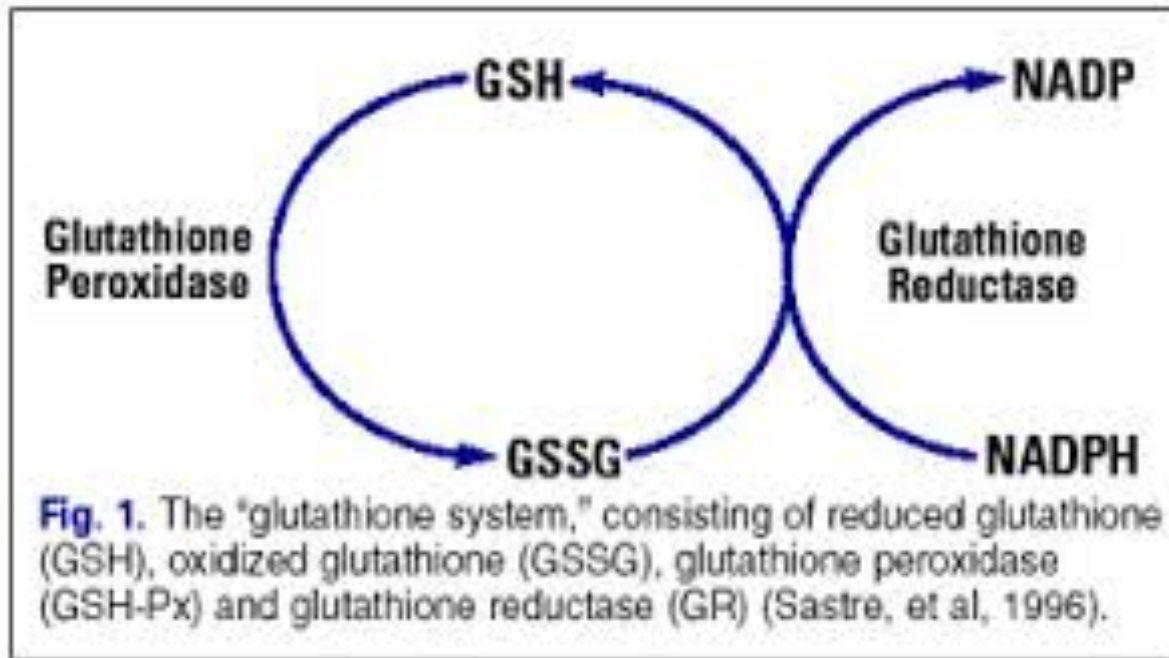 GSH NADP
Glutathione Peroxidase
Glutathione Reductase
GSSG NADPH
Fig. 1. The "glutathione system," consisting of reduced glutathione
(GSH), oxidized glutathione (GSSG), glutathione peroxidase
(GSH-Px) and glutathione reductase (GR) (Sastre, et al, 1996).